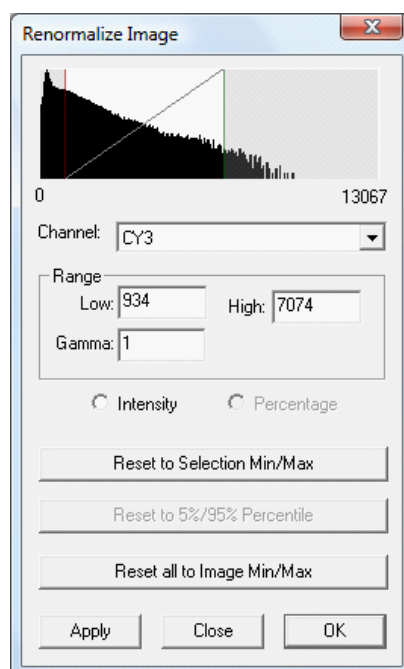 Renormalize Image
0 13067
Channel: CY3
Range
Low: 934 High: 7074
Gamma: 1
Intensity Percentage
Reset to Selection Min/Max
Reset to 5%/95% Percentile
Reset all to Image Min/Max
Apply Close OK